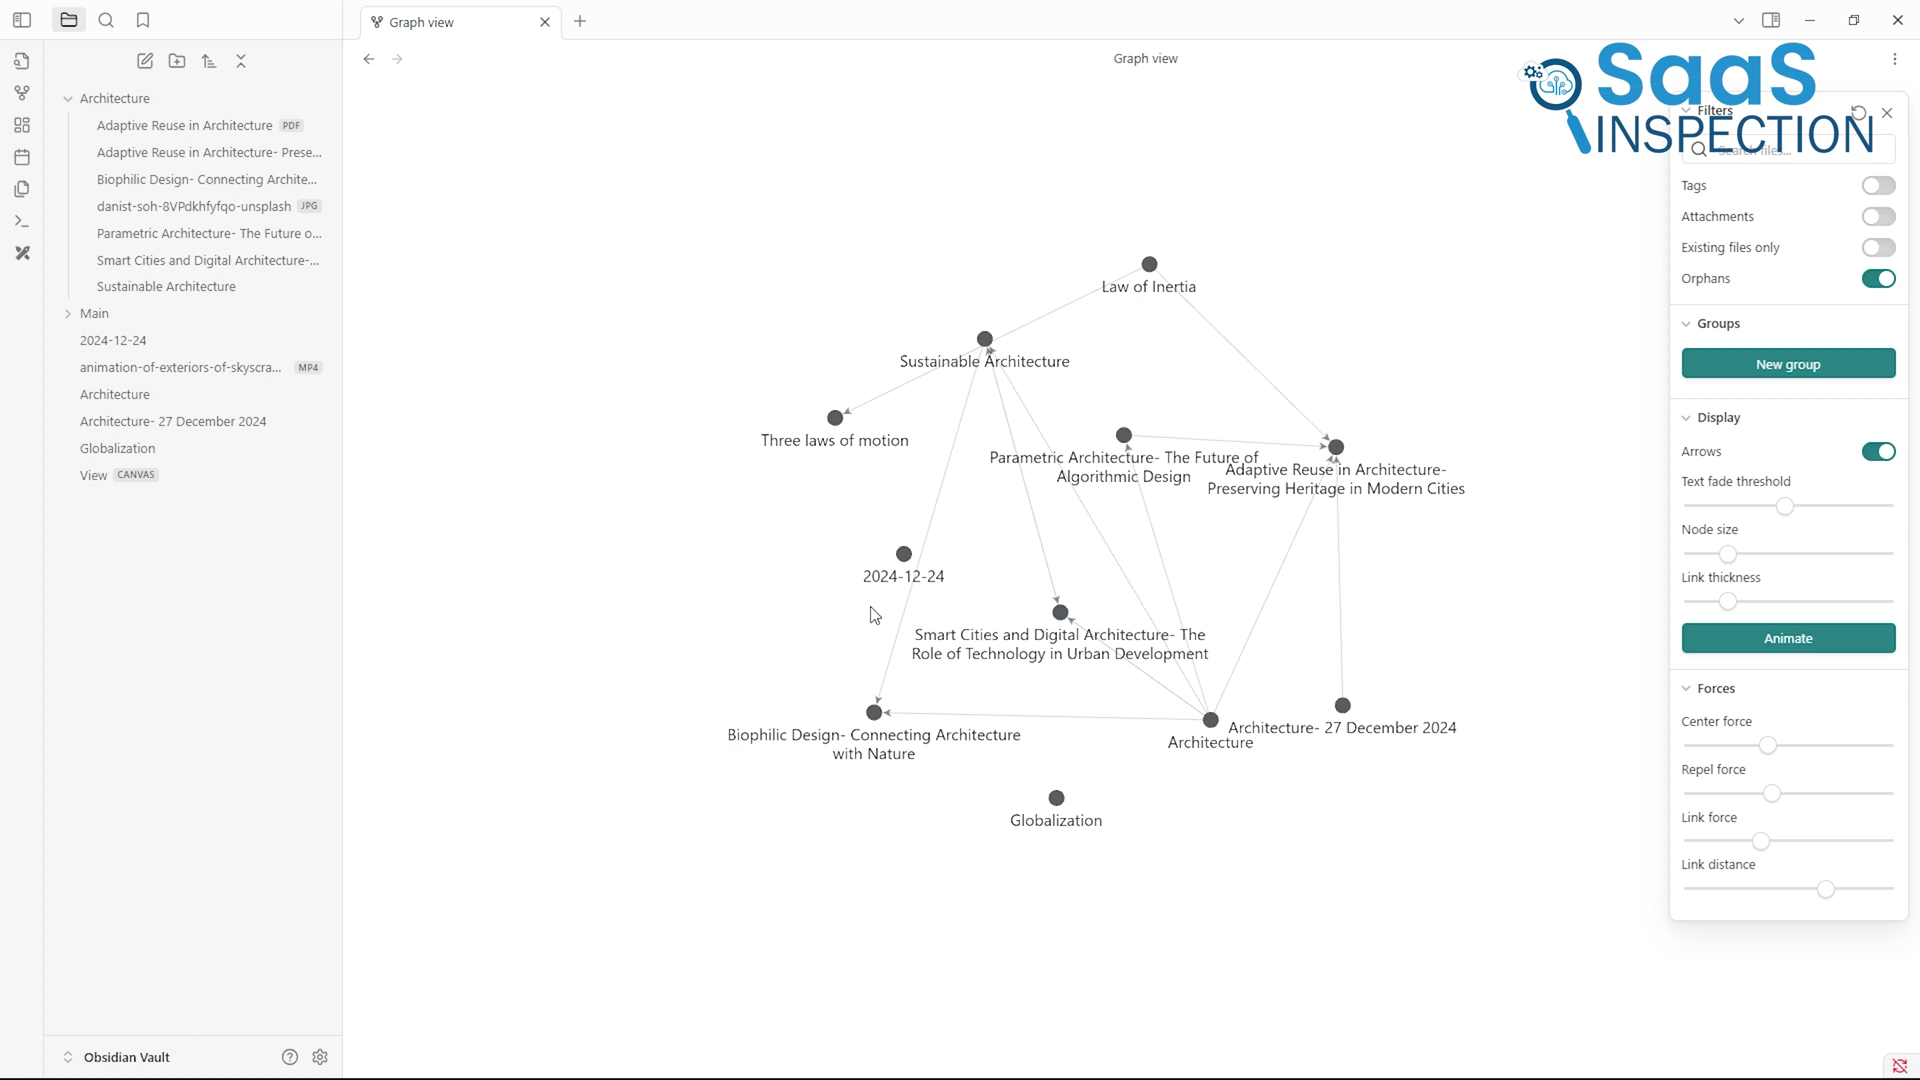 Graph view
Graph view
SaaS
INSPECTION
Architecture
Adaptive Reuse in Architecture PDF
Adaptive Reuse in Architecture- Prese...
Biophilic Design- Connecting Archite...
danist-soh-8VPdkhfyfqo-unsplash JPG
Parametric Architecture- The Future o...
Smart Cities and Digital Architecture-...
Sustainable Architecture
Main
2024-12-24
animation-of-exteriors-of-skyscra... MP4
Architecture
Architecture- 27 December 2024
Globalization
View CANVAS
Obsidian Vault
Law of Inertia
Sustainable Architecture
Three laws of motion
Parametric Architecture- The Future of
Algorithmic Design
Adaptive Reuse in Architecture-
Preserving Heritage in Modern Cities
2024-12-24
Smart Cities and Digital Architecture- The
Role of Technology in Urban Development
Biophilic Design- Connecting Architecture
with Nature
Architecture
Architecture- 27 December 2024
Globalization
Filters
Search files...
Tags
Attachments
Existing files only
Orphans
Groups
New group
Display
Arrows
Text fade threshold
Node size
Link thickness
Animate
Forces
Center force
Repel force
Link force
Link distance